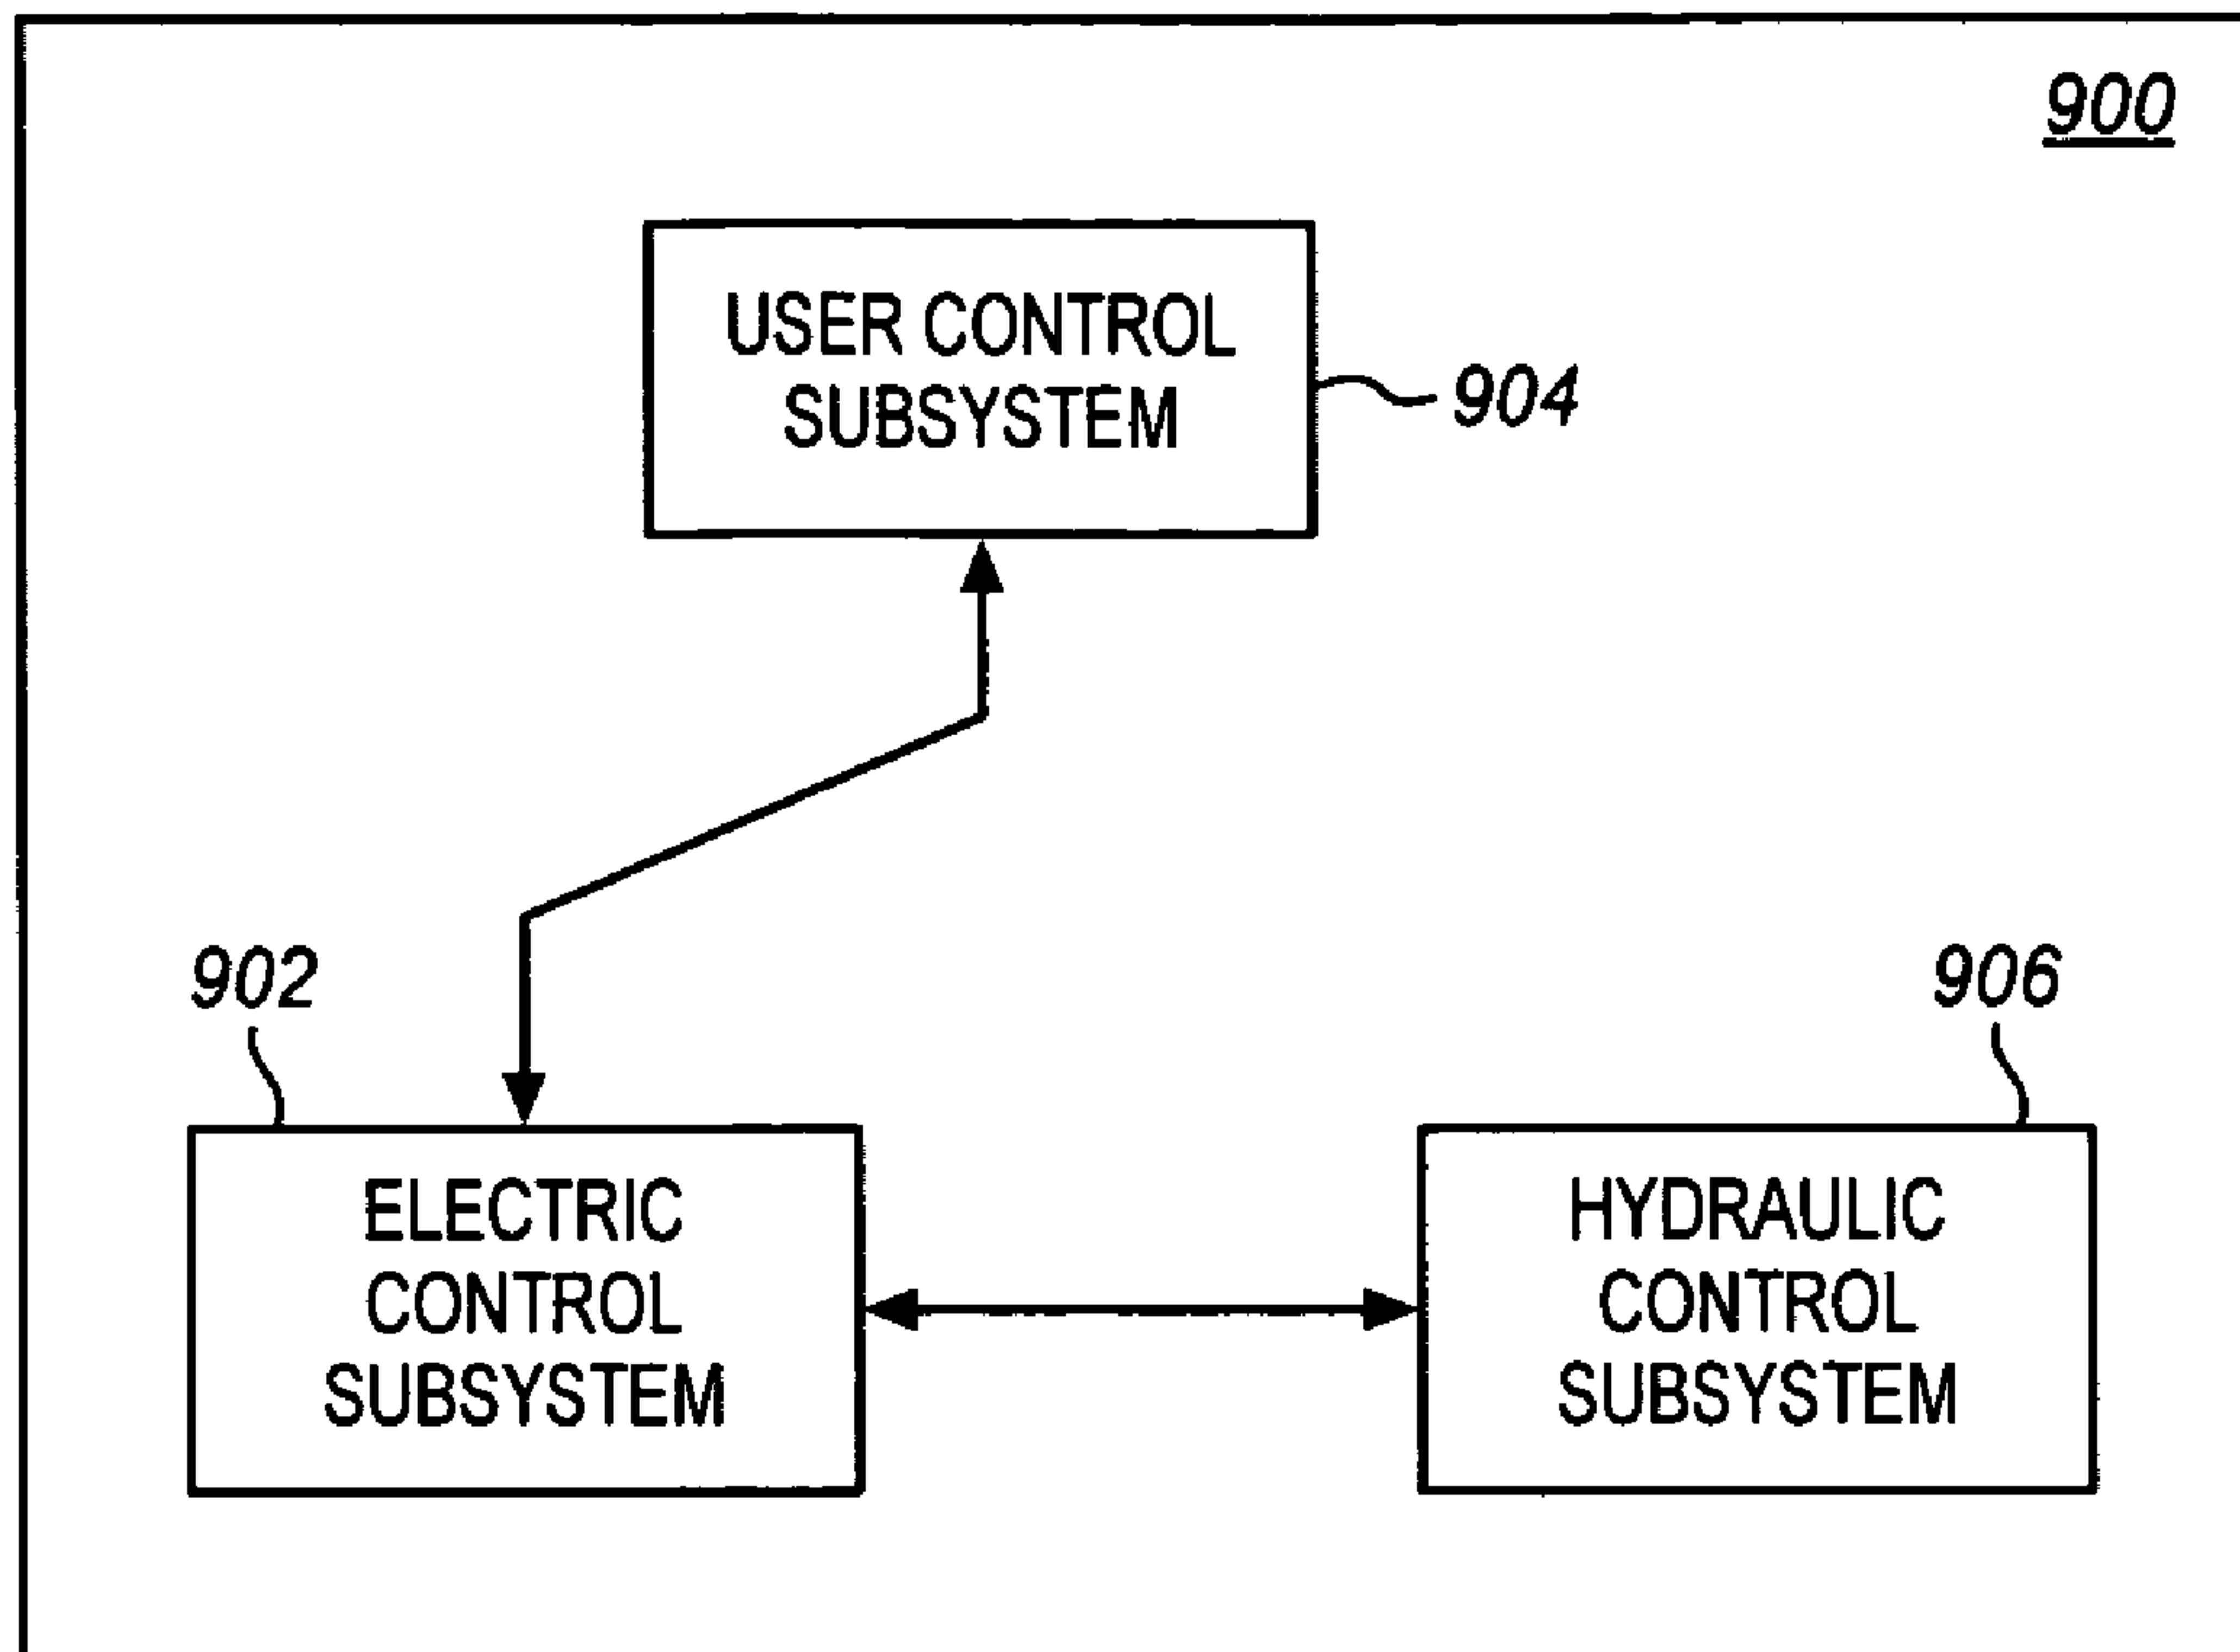 900
USER CONTROL
SUBSYSTEM
904
902
906
ELECTRIC
CONTROL
SUBSYSTEM
HYDRAULIC
CONTROL
SUBSYSTEM